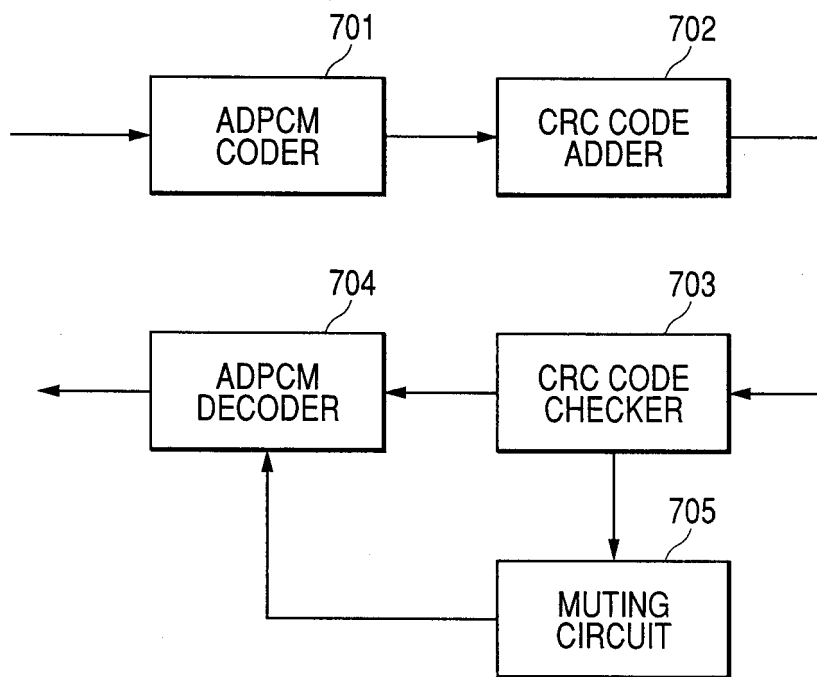 701
ADPCM
CODER
702
CRC CODE
ADDER
704
ADPCM
DECODER
703
CRC CODE
CHECKER
705
MUTING
CIRCUIT